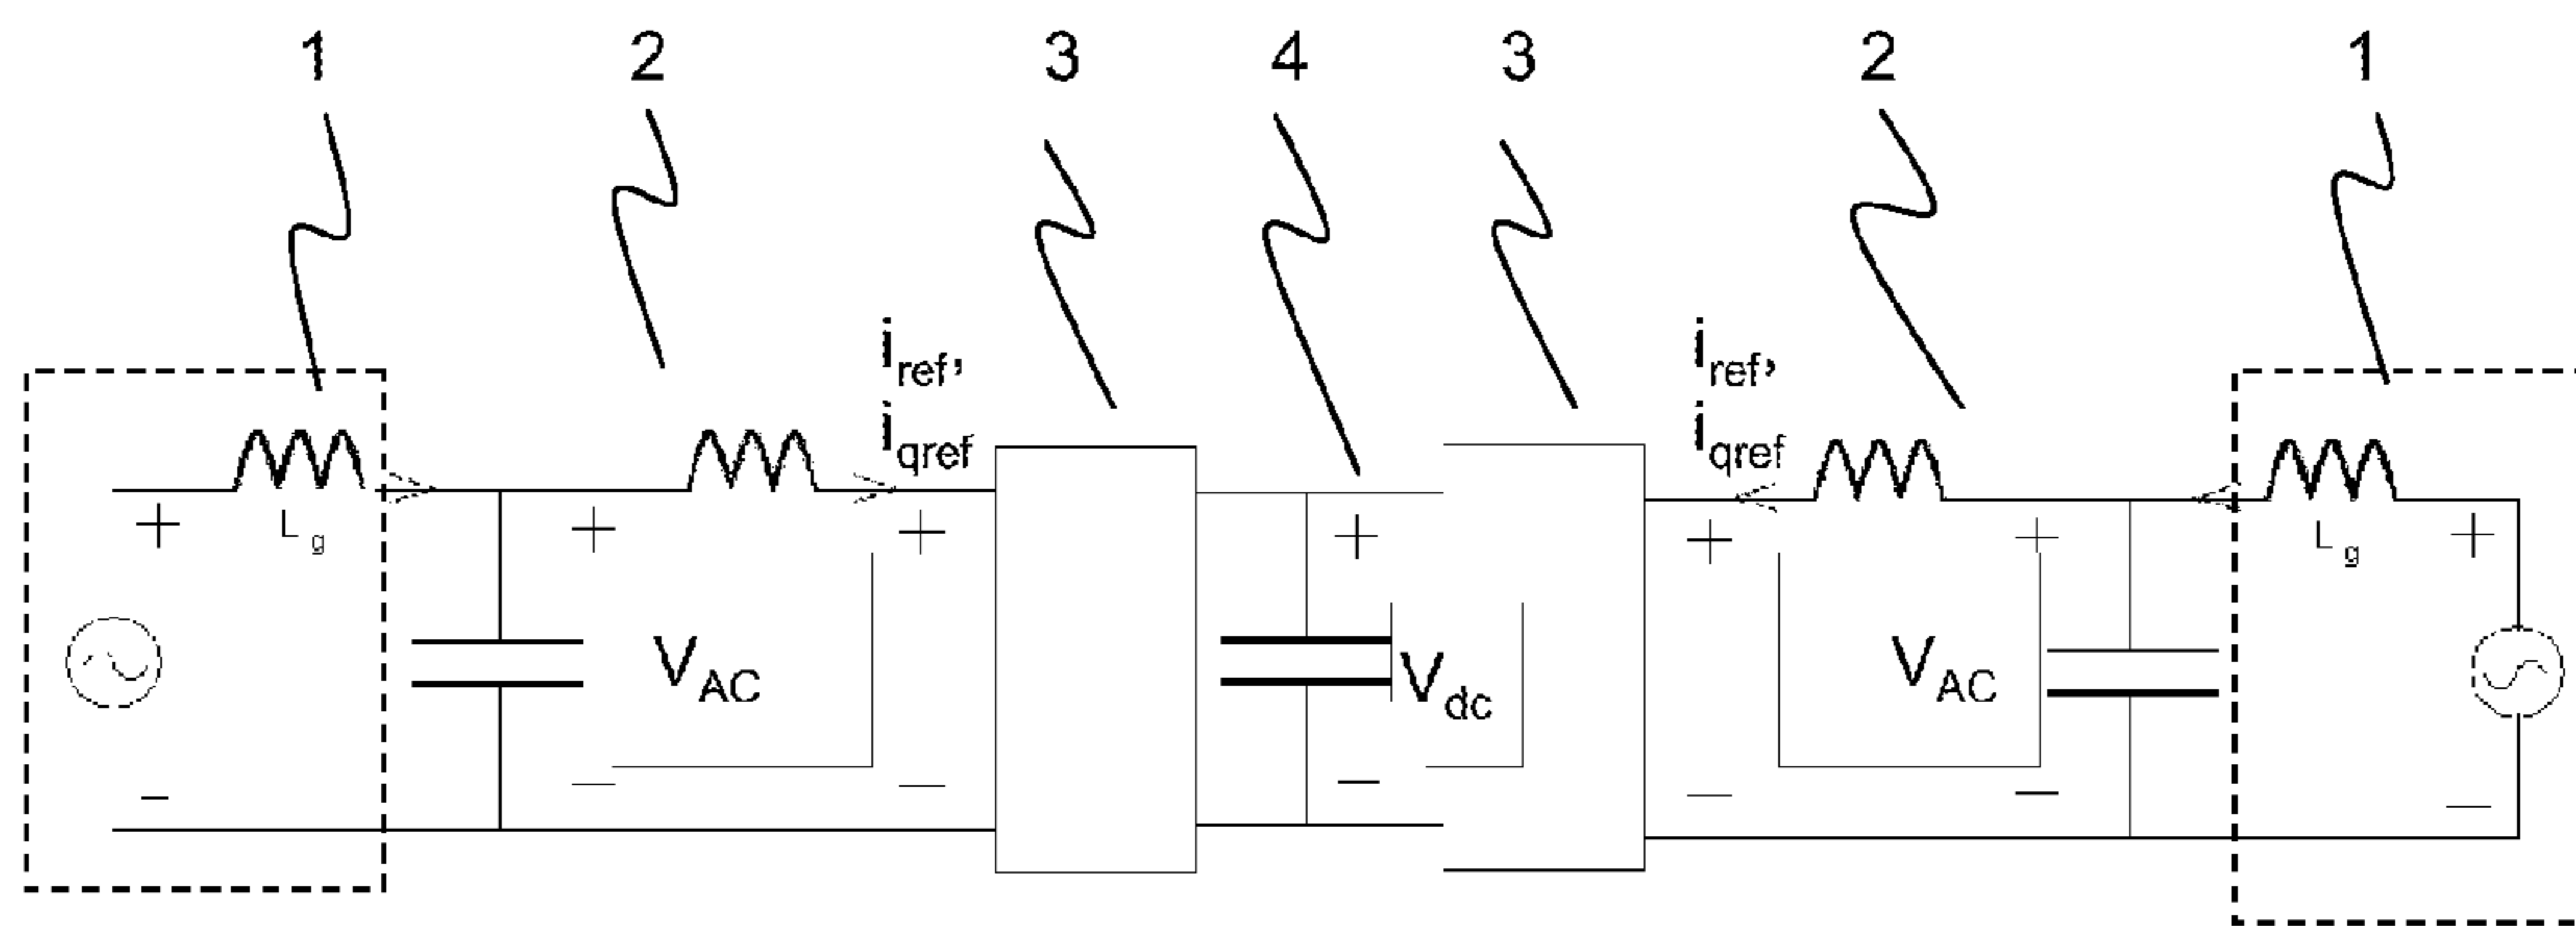 1 2 3 4 3 2 1
i_ref, i_ref,
i_qref i_qref
+ L_g + + + + + L_g +
V_AC V_dc V_AC
− − − − − − −